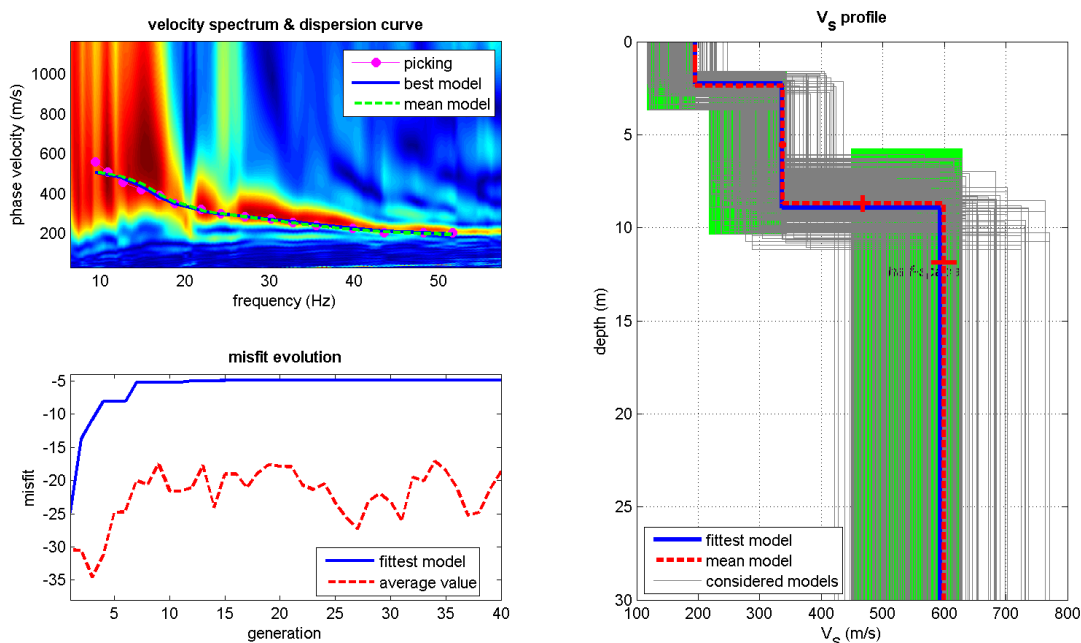 velocity spectrum & dispersion curve
1000
800
600
400
200
phase velocity (m/s)
10
20
30
40
50
frequency (Hz)
picking
best model
mean model
misfit evolution
-5
-10
-15
-20
-25
-30
-35
misfit
5
10
15
20
25
30
35
40
generation
fittest model
average value
VS profile
0
5
10
15
20
25
30
depth (m)
half-space
fittest model
mean model
considered models
100
200
300
400
500
600
700
800
VS (m/s)